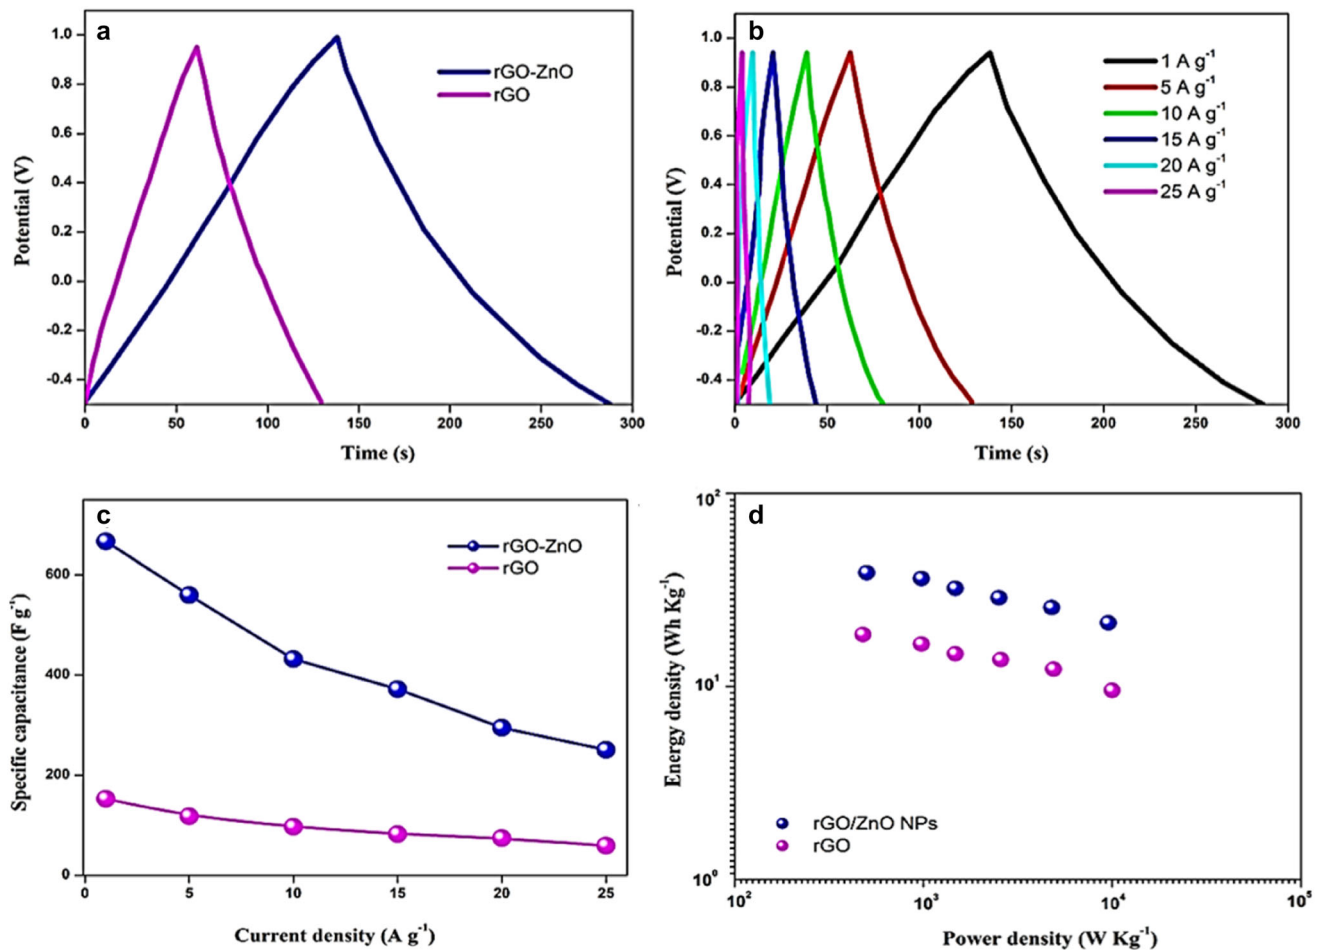 a
rGO-ZnO
rGO
Potential (V)
1.0
0.8
0.6
0.4
0.2
0.0
-0.2
-0.4
0 50 100 150 200 250 300
Time (s)
b
1 A g⁻¹
5 A g⁻¹
10 A g⁻¹
15 A g⁻¹
20 A g⁻¹
25 A g⁻¹
Potential (V)
1.0
0.8
0.6
0.4
0.2
0.0
-0.2
-0.4
0 50 100 150 200 250 300
Time (s)
c
rGO-ZnO
rGO
Specific capacitance (F g⁻¹)
600
400
200
0
0 5 10 15 20 25
Current density (A g⁻¹)
d
Energy density (Wh Kg⁻¹)
10²
10¹
10⁰
rGO/ZnO NPs
rGO
10² 10³ 10⁴ 10⁵
Power density (W Kg⁻¹)